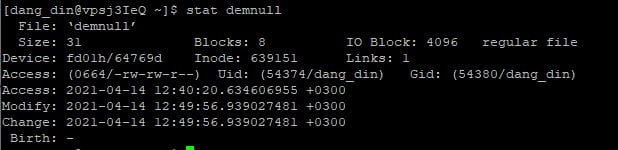 [dang_din@vpsj3IeQ ~]$ stat demnull
  File: ‘demnull’
  Size: 31              Blocks: 8          IO Block: 4096   regular file
Device: fd01h/64769d    Inode: 639151      Links: 1
Access: (0664/-rw-rw-r--)  Uid: (54374/dang_din)   Gid: (54380/dang_din)
Access: 2021-04-14 12:40:20.634606955 +0300
Modify: 2021-04-14 12:49:56.939027481 +0300
Change: 2021-04-14 12:49:56.939027481 +0300
 Birth: -